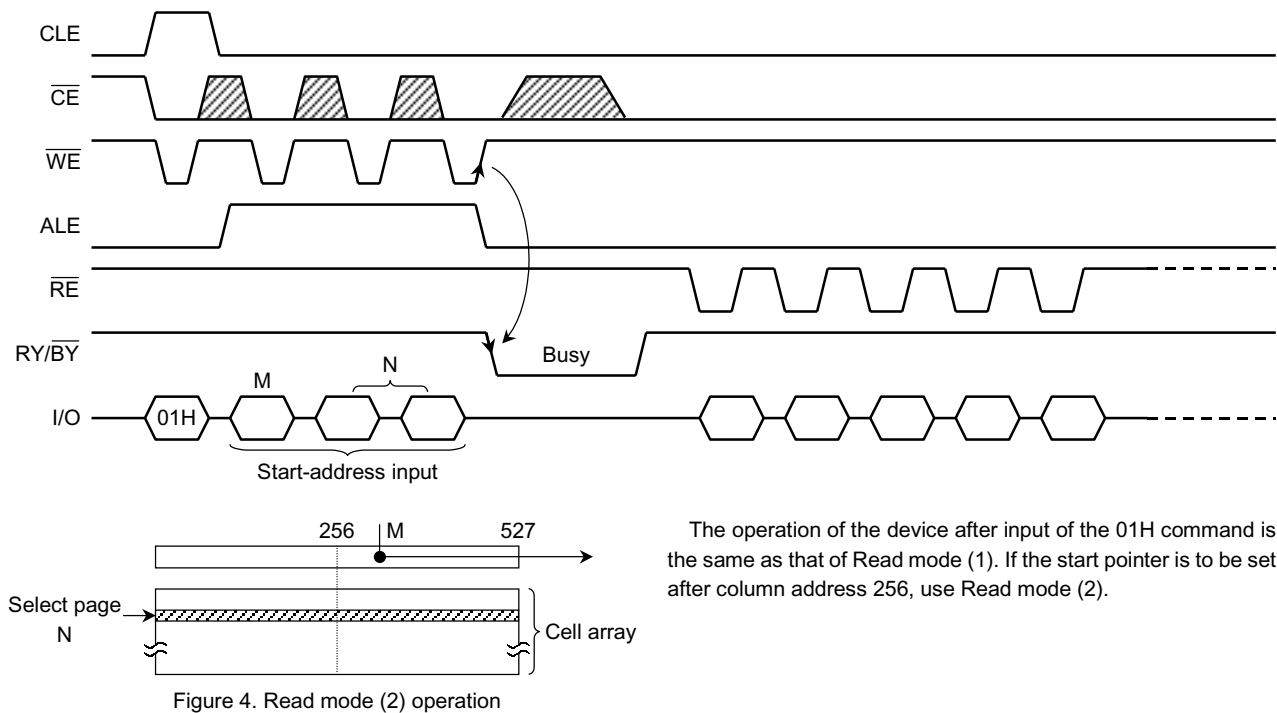 CLE
CE
WE
ALE
RE
RY/BY
Busy
M
N
I/O
01H
Start-address input
256 M 527
Select page
N
Cell array
Figure 4. Read mode (2) operation
The operation of the device after input of the 01H command is
the same as that of Read mode (1). If the start pointer is to be set
after column address 256, use Read mode (2).